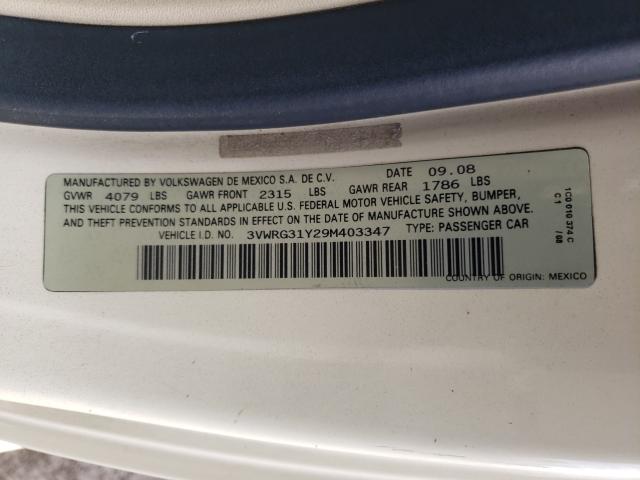 MANUFACTURED BY VOLKSWAGEN DE MEXICO S.A. DE C.V. DATE 09.08
GVWR 4079 LBS GAWR FRONT 2315 LBS GAWR REAR 1786 LBS
THIS VEHICLE CONFORMS TO ALL APPLICABLE U.S. FEDERAL MOTOR VEHICLE SAFETY, BUMPER,
AND THEFT PREVENTION STANDARDS IN EFFECT ON THE DATE OF MANUFACTURE SHOWN ABOVE.
VEHICLE I.D. NO. 3VWRG31Y29M403347 TYPE: PASSENGER CAR
COUNTRY OF ORIGIN: MEXICO
1C0 010 374 C
C1 /08